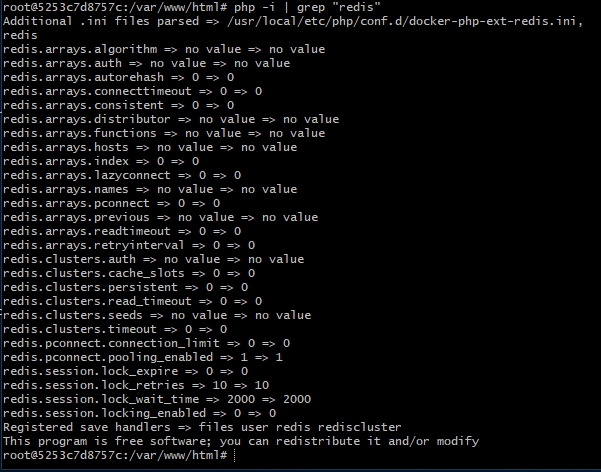 root@5253c7d8757c:/var/www/html# php -i | grep "redis"
Additional .ini files parsed => /usr/local/etc/php/conf.d/docker-php-ext-redis.ini,
redis
redis.arrays.algorithm => no value => no value
redis.arrays.auth => no value => no value
redis.arrays.autorehash => 0 => 0
redis.arrays.connecttimeout => 0 => 0
redis.arrays.consistent => 0 => 0
redis.arrays.distributor => no value => no value
redis.arrays.functions => no value => no value
redis.arrays.hosts => no value => no value
redis.arrays.index => 0 => 0
redis.arrays.lazyconnect => 0 => 0
redis.arrays.names => no value => no value
redis.arrays.pconnect => 0 => 0
redis.arrays.previous => no value => no value
redis.arrays.readtimeout => 0 => 0
redis.arrays.retryinterval => 0 => 0
redis.clusters.auth => no value => no value
redis.clusters.cache_slots => 0 => 0
redis.clusters.persistent => 0 => 0
redis.clusters.read_timeout => 0 => 0
redis.clusters.seeds => no value => no value
redis.clusters.timeout => 0 => 0
redis.pconnect.connection_limit => 0 => 0
redis.pconnect.pooling_enabled => 1 => 1
redis.session.lock_expire => 0 => 0
redis.session.lock_retries => 10 => 10
redis.session.lock_wait_time => 2000 => 2000
redis.session.locking_enabled => 0 => 0
Registered save handlers => files user redis rediscluster
This program is free software; you can redistribute it and/or modify
root@5253c7d8757c:/var/www/html#